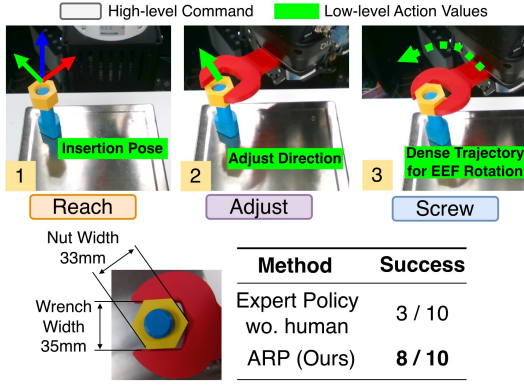 High-level Command
Low-level Action Values
Insertion Pose
1
Adjust Direction
2
Dense Trajectory
for EEF Rotation
3
Reach
Adjust
Screw
Nut Width
33mm
Wrench
Width
35mm
Method Success
Expert Policy
wo. human
3 / 10
ARP (Ours) 8 / 10